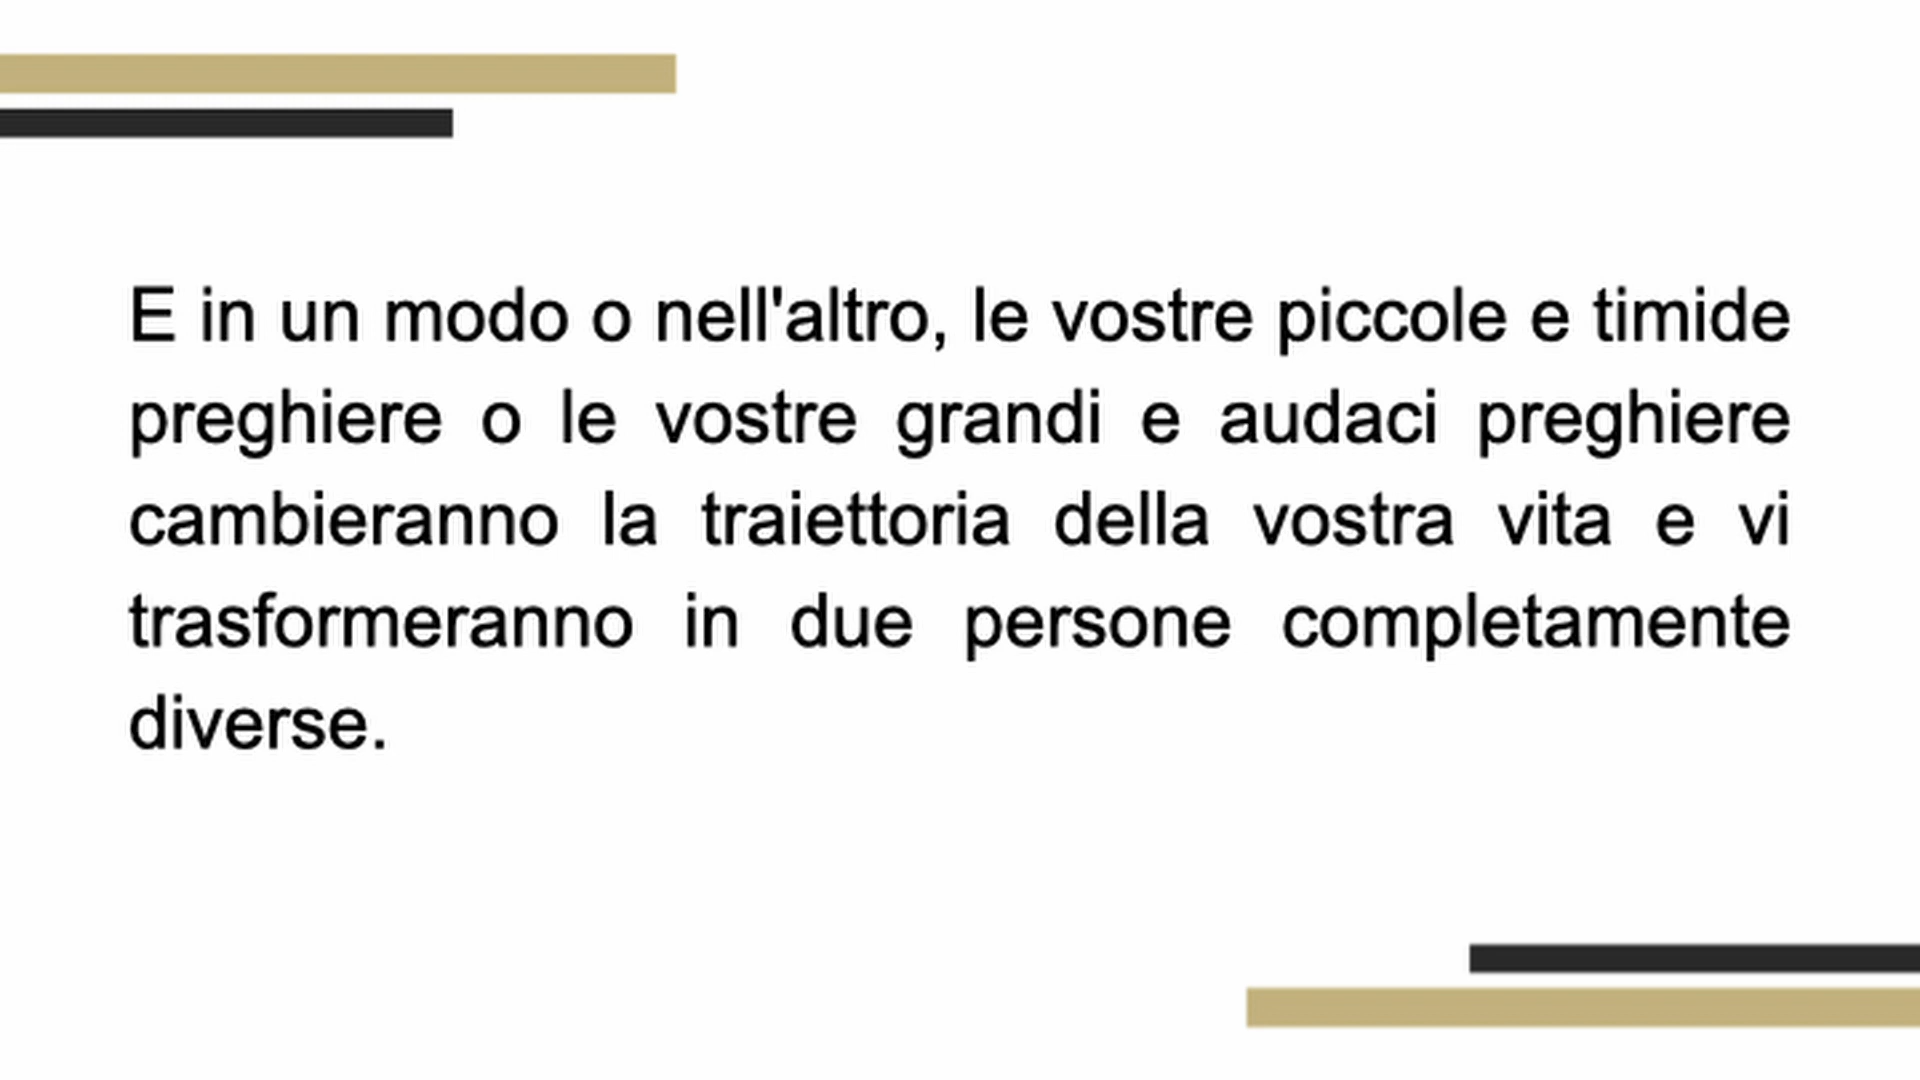 E in un modo o nell'altro, le vostre piccole e timide
preghiere o le vostre grandi e audaci preghiere
cambieranno la traiettoria della vostra vita e vi
trasformeranno in due persone completamente
diverse.